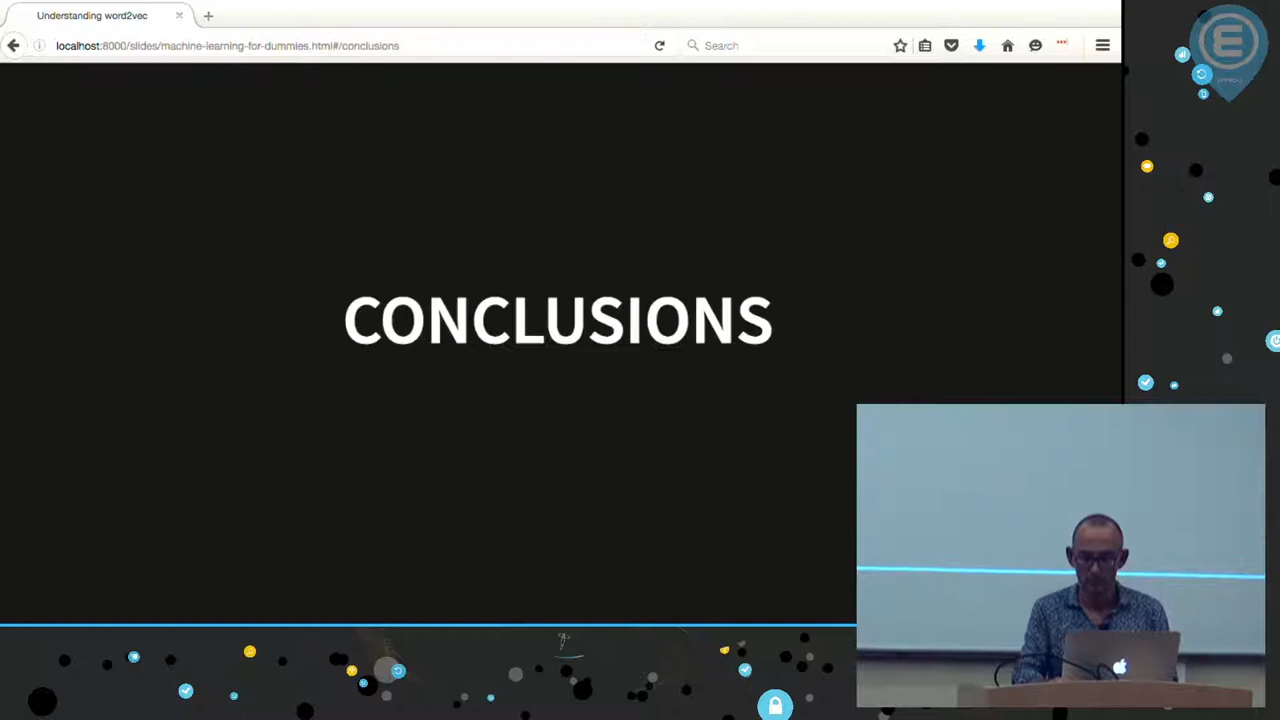 Understanding word2vec
localhost:8000/slides/machine-learning-for-dummies.html#/conclusions
Search
CONCLUSIONS